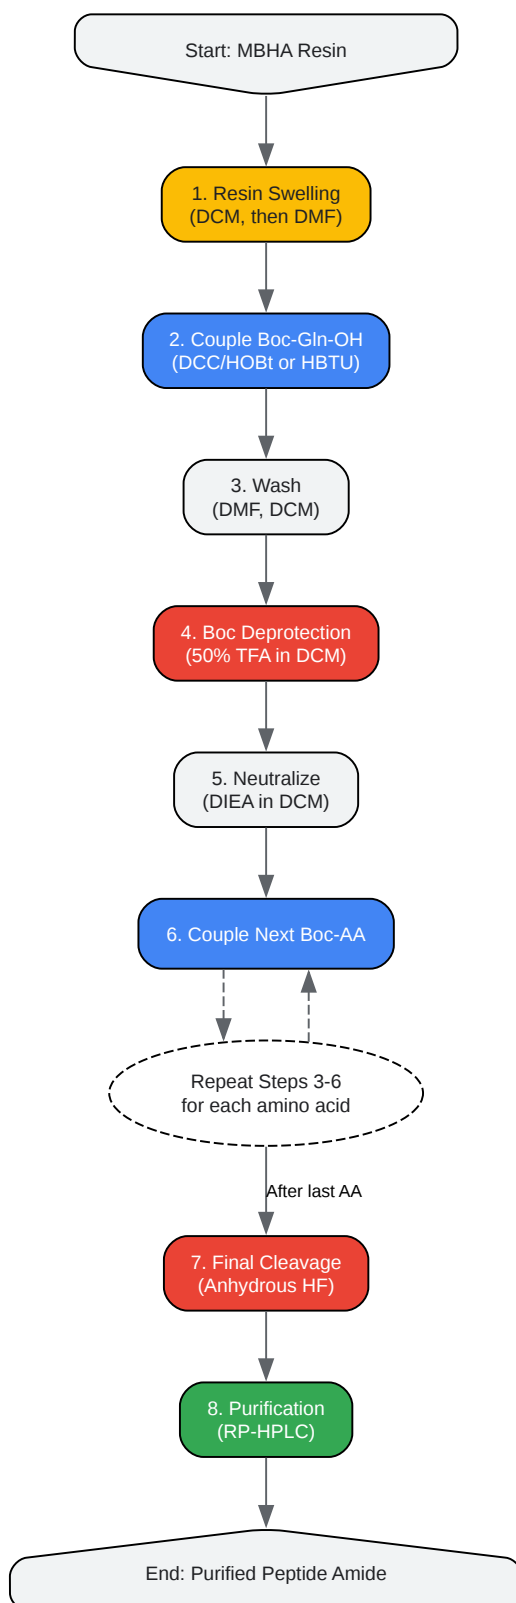 Start: MBHA Resin
1. Resin Swelling
(DCM, then DMF)
2. Couple Boc-Gln-OH
(DCC/HOBt or HBTU)
3. Wash
(DMF, DCM)
4. Boc Deprotection
(50% TFA in DCM)
5. Neutralize
(DIEA in DCM)
6. Couple Next Boc-AA
Repeat Steps 3-6
for each amino acid
After last AA
7. Final Cleavage
(Anhydrous HF)
8. Purification
(RP-HPLC)
End: Purified Peptide Amide